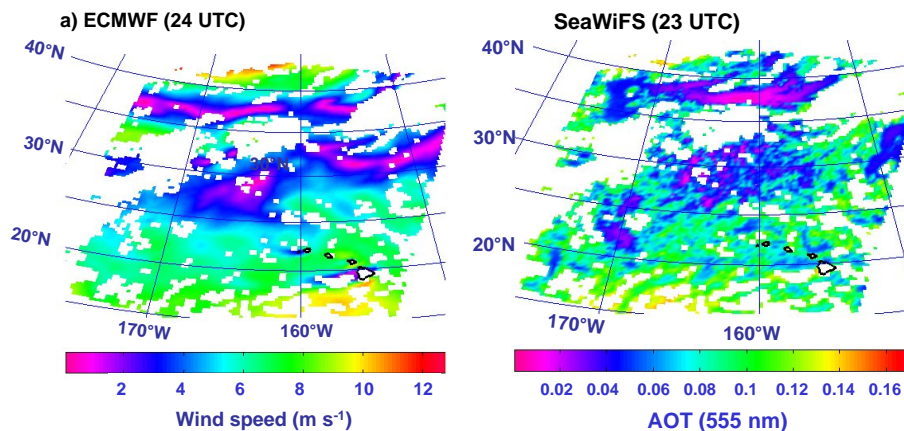 a) ECMWF (24 UTC)
SeaWiFS (23 UTC)
40°N
30°N
20°N
30°N
170°W
160°W
40°N
30°N
20°N
170°W
160°W
2 4 6 8 10 12
Wind speed (m s⁻¹)
0.02 0.04 0.06 0.08 0.1 0.12 0.14 0.16
AOT (555 nm)